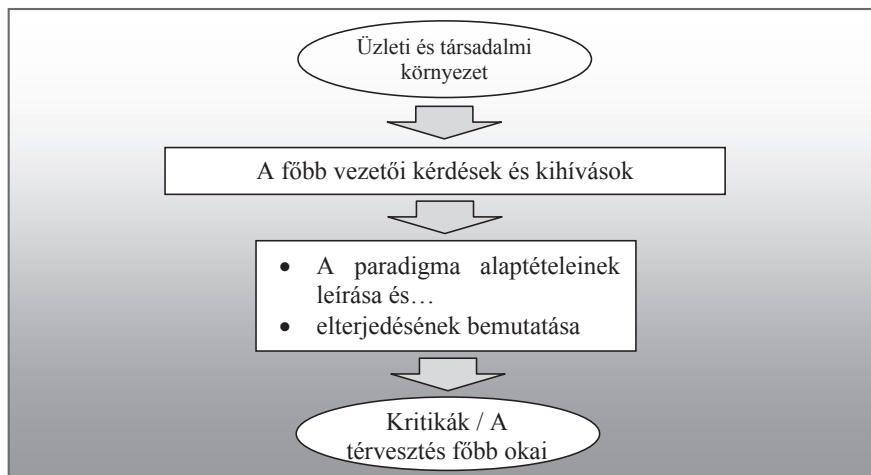 Üzleti és társadalmi
környezet
A főbb vezetői kérdések és kihívások
• A paradigma alaptételeinek
leírása és…
• elterjedésének bemutatása
Kritikák / A
térvesztés főbb okai